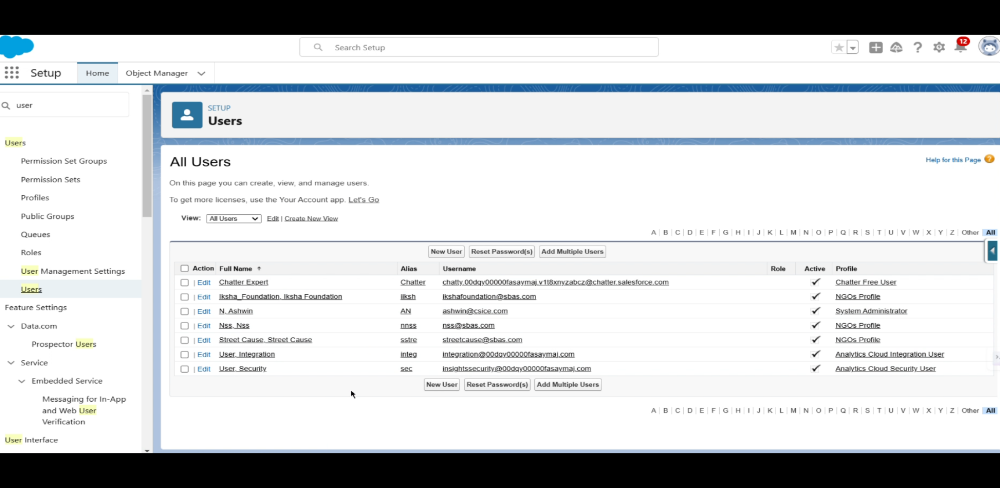 Search Setup
12
Setup
Home
Object Manager
user
Users
Permission Set Groups
Permission Sets
Profiles
Public Groups
Queues
Roles
User Management Settings
Users
Feature Settings
Data.com
Prospector Users
Service
Embedded Service
Messaging for In-App
and Web User
Verification
User Interface
SETUP
Users
All Users
Help for this Page ?
On this page you can create, view, and manage users.
To get more licenses, use the Your Account app. Let's Go
View: All Users Edit | Create New View
A | B | C | D | E | F | G | H | I | J | K | L | M | N | O | P | Q | R | S | T | U | V | W | X | Y | Z | Other All
New User Reset Password(s) Add Multiple Users
Action Full Name ↑ Alias Username Role Active Profile
| Edit Chatter Expert Chatter chatty.00dqy00000fasaymaj.v1t8xnyzabcz@chatter.salesforce.com ✓ Chatter Free User
| Edit Iksha_Foundation, Iksha Foundation iiksh ikshafoundation@sbas.com ✓ NGOs Profile
| Edit N, Ashwin AN ashwin@csice.com ✓ System Administrator
| Edit Nss, Nss nnss nss@sbas.com ✓ NGOs Profile
| Edit Street Cause, Street Cause sstre streetcause@sbas.com ✓ NGOs Profile
| Edit User, Integration integ integration@00dqy00000fasaymaj.com ✓ Analytics Cloud Integration User
| Edit User, Security sec insightssecurity@00dqy00000fasaymaj.com ✓ Analytics Cloud Security User
New User Reset Password(s) Add Multiple Users
A | B | C | D | E | F | G | H | I | J | K | L | M | N | O | P | Q | R | S | T | U | V | W | X | Y | Z | Other All